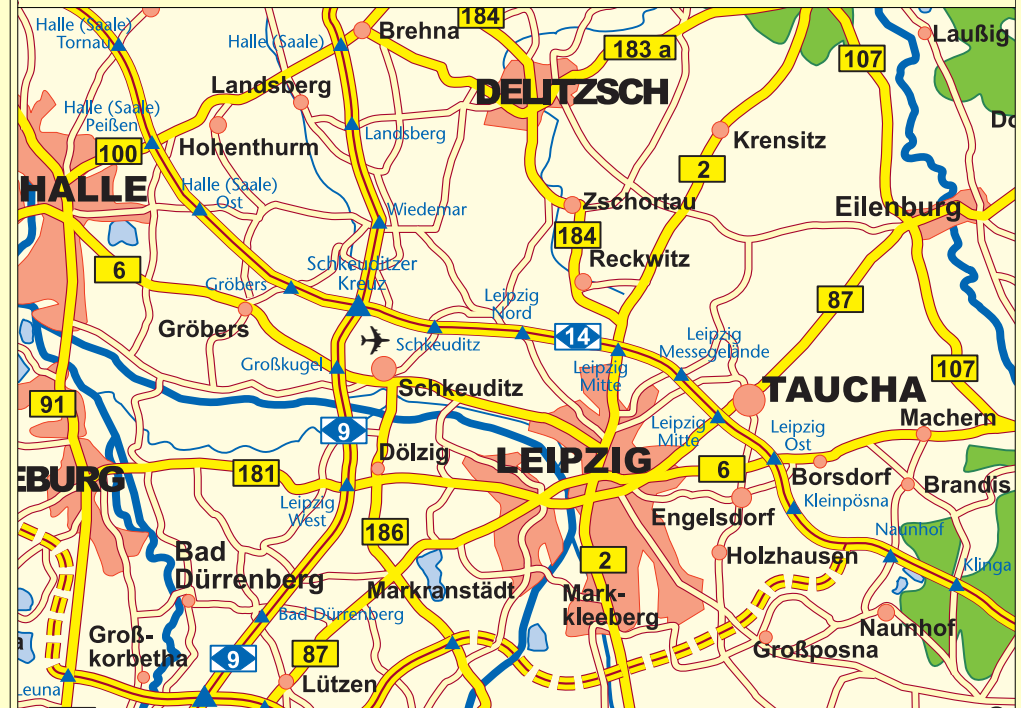 184
Halle (Saale)
Tornau
Halle (Saale)
Brehna
183 a
107
Laußig
Landsberg
DELITZSCH
Halle (Saale)
Peißen
100
Hohenthurm
Landsberg
Krensitz
2
HALLE
Halle (Saale)
Ost
Wiedemar
Zschortau
Eilenburg
184
6
Schkeuditzer
Kreuz
Gröbers
Reckwitz
Leipzig
Nord
87
Gröbers
14
Schkeuditz
Leipzig
Messegelände
Großkugel
Leipzig
Mitte
107
Schkeuditz
TAUCHA
91
Machern
9
Leipzig
Mitte
Leipzig
Ost
Dölzig
LEIPZIG
6
Borsdorf
EBURG
181
Brandis
Leipzig
West
Kleinpösna
Engelsdorf
186
Naunhof
Bad
Dürrenberg
2
Holzhausen
Klinga
Markranstädt
Mark-
kleeberg
Bad Dürrenberg
Naunhof
Groß-
korbetha
9
87
Großposna
Leuna
Lützen